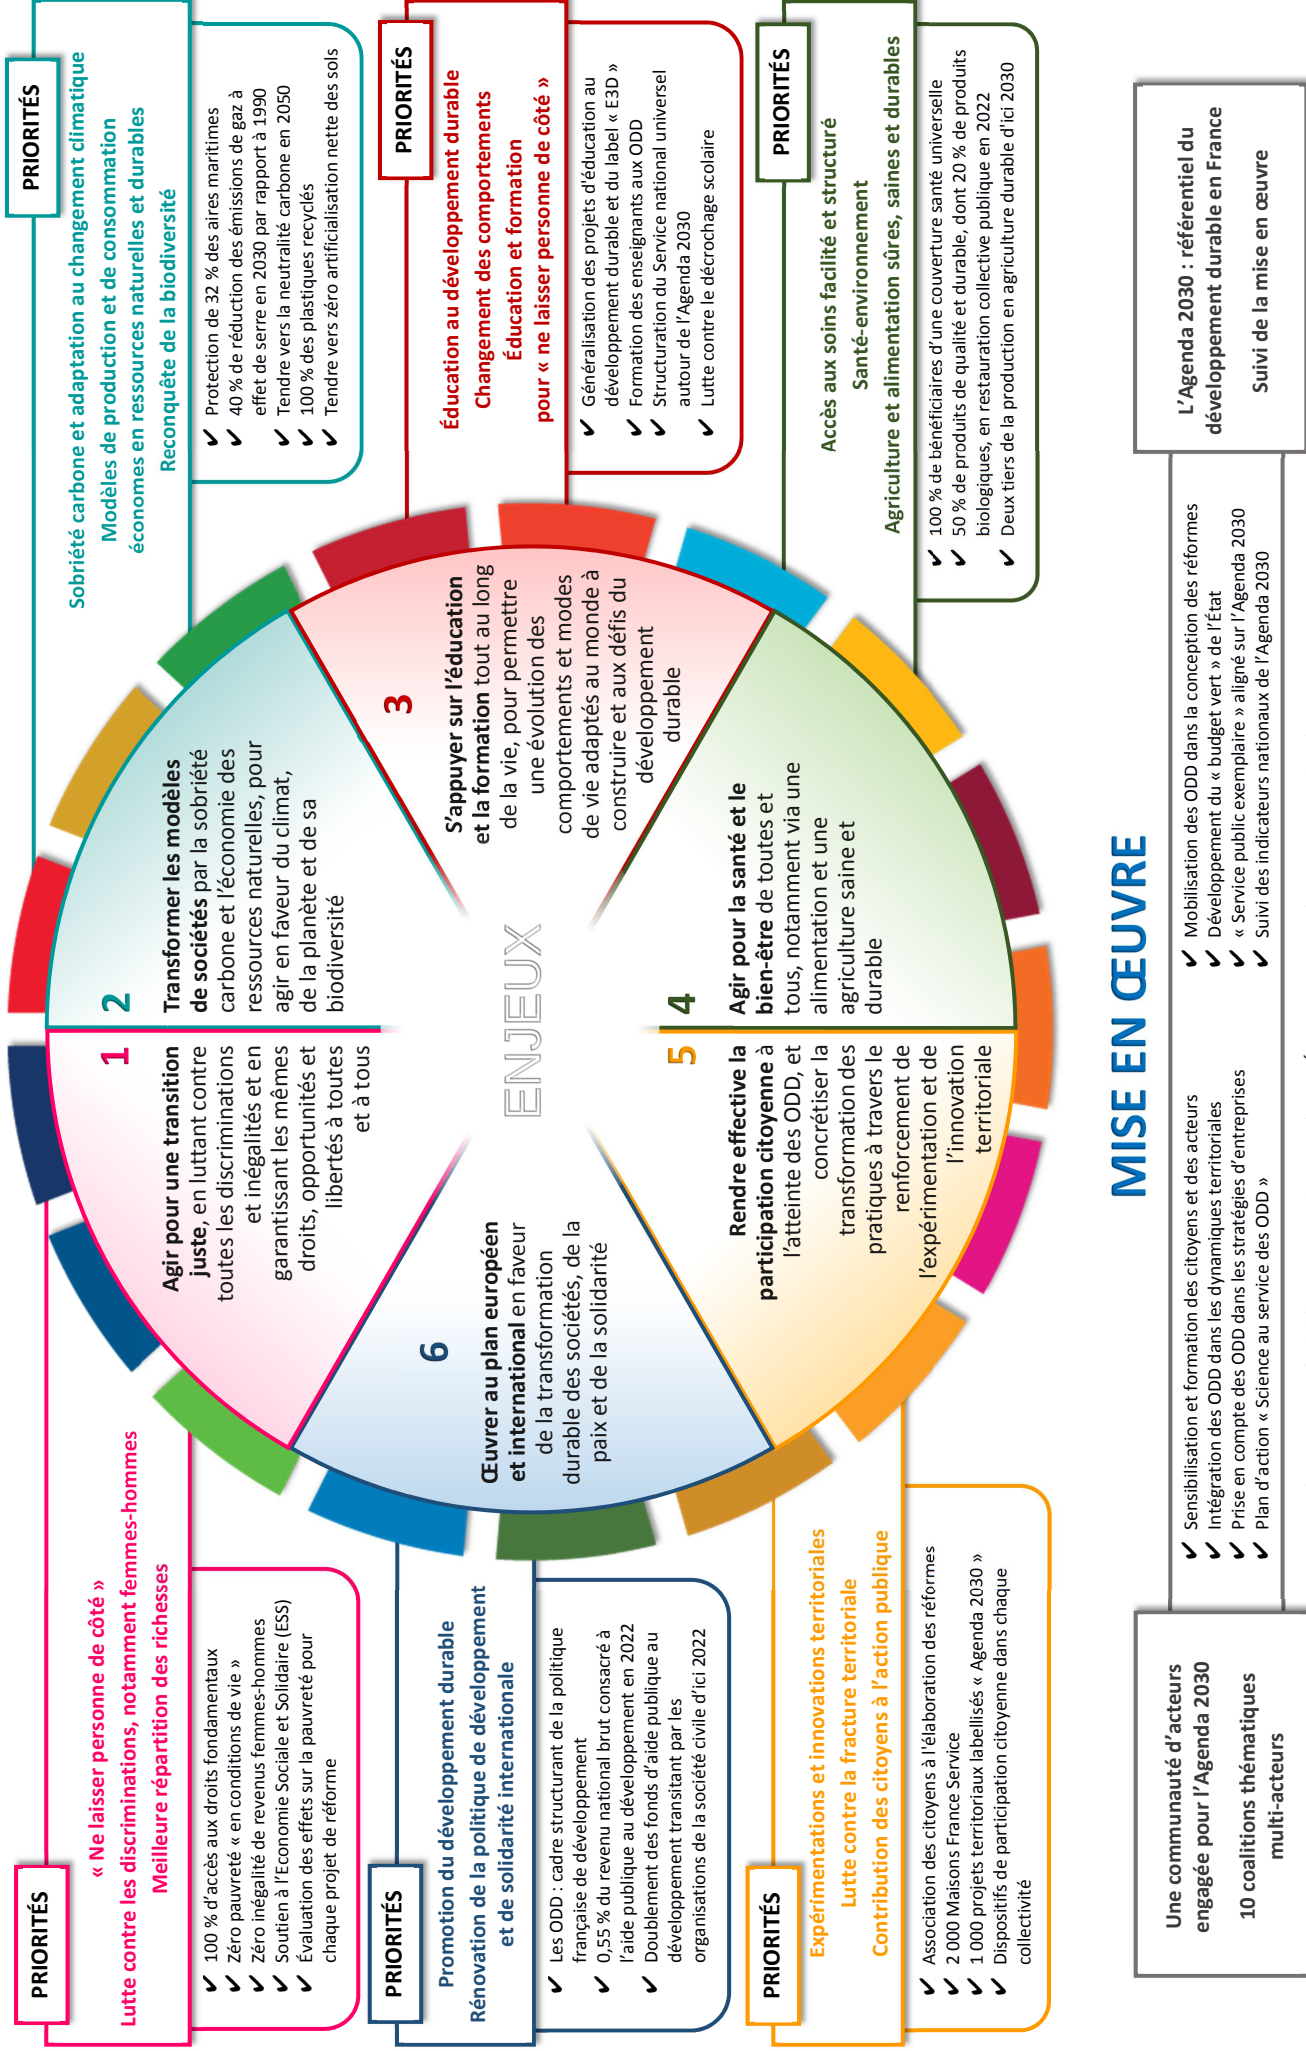 PRIORITÉS
« Ne laisser personne de côté »
Lutte contre les discriminations, notamment femmes-hommes
Meilleure répartition des richesses
✔ 100 % d'accès aux droits fondamentaux
✔ Zéro pauvreté « en conditions de vie »
✔ Zéro inégalité de revenus femmes-hommes
✔ Soutien à l'Economie Sociale et Solidaire (ESS)
✔ Évaluation des effets sur la pauvreté pour
chaque projet de réforme
PRIORITÉS
Promotion du développement durable
Rénovation de la politique de développement
et de solidarité internationale
✔ Les ODD : cadre structurant de la politique
française de développement
✔ 0,55 % du revenu national brut consacré à
l'aide publique au développement en 2022
✔ Doublement des fonds d'aide publique au
développement transitant par les
organisations de la société civile d'ici 2022
PRIORITÉS
Expérimentations et innovations territoriales
Lutte contre la fracture territoriale
Contribution des citoyens à l'action publique
✔ Association des citoyens à l'élaboration des réformes
✔ 2 000 Maisons France Service
✔ 1 000 projets territoriaux labellisés « Agenda 2030 »
✔ Dispositifs de participation citoyenne dans chaque
collectivité
ENJEUX
1
Agir pour une transition
juste, en luttant contre
toutes les discriminations
et inégalités et en
garantissant les mêmes
droits, opportunités et
libertés à toutes
et à tous
2
Transformer les modèles
de sociétés par la sobriété
carbone et l'économie des
ressources naturelles, pour
agir en faveur du climat,
de la planète et de sa
biodiversité
3
S'appuyer sur l'éducation
et la formation tout au long
de la vie, pour permettre
une évolution des
comportements et modes
de vie adaptés au monde à
construire et aux défis du
développement
durable
4
Agir pour la santé et le
bien-être de toutes et
tous, notamment via une
alimentation et une
agriculture saine et
durable
5
Rendre effective la
participation citoyenne à
l'atteinte des ODD, et
concrétiser la
transformation des
pratiques à travers le
renforcement de
l'expérimentation et de
l'innovation
territoriale
6
Œuvrer au plan européen
et international en faveur
de la transformation
durable des sociétés, de la
paix et de la solidarité
PRIORITÉS
Sobriété carbone et adaptation au changement climatique
Modèles de production et de consommation
économes en ressources naturelles et durables
Reconquête de la biodiversité
✔ Protection de 32 % des aires maritimes
✔ 40 % de réduction des émissions de gaz à
effet de serre en 2030 par rapport à 1990
✔ Tendre vers la neutralité carbone en 2050
✔ 100 % des plastiques recyclés
✔ Tendre vers zéro artificialisation nette des sols
PRIORITÉS
Éducation au développement durable
Changement des comportements
Éducation et formation
pour « ne laisser personne de côté »
✔ Généralisation des projets d'éducation au
développement durable et du label « E3D »
✔ Formation des enseignants aux ODD
✔ Structuration du Service national universel
autour de l'Agenda 2030
✔ Lutte contre le décrochage scolaire
PRIORITÉS
Accès aux soins facilité et structuré
Santé-environnement
Agriculture et alimentation sûres, saines et durables
✔ 100 % de bénéficiaires d'une couverture santé universelle
✔ 50 % de produits de qualité et durable, dont 20 % de produits
biologiques, en restauration collective publique en 2022
✔ Deux tiers de la production en agriculture durable d'ici 2030
MISE EN ŒUVRE
Une communauté d'acteurs
engagée pour l'Agenda 2030
10 coalitions thématiques
multi-acteurs
✔ Sensibilisation et formation des citoyens et des acteurs
✔ Intégration des ODD dans les dynamiques territoriales
✔ Prise en compte des ODD dans les stratégies d'entreprises
✔ Plan d'action « Science au service des ODD »
✔ Mobilisation des ODD dans la conception des réformes
✔ Développement du « budget vert » de l'État
✔ « Service public exemplaire » aligné sur l'Agenda 2030
✔ Suivi des indicateurs nationaux de l'Agenda 2030
L'Agenda 2030 : référentiel du
développement durable en France
Suivi de la mise en œuvre